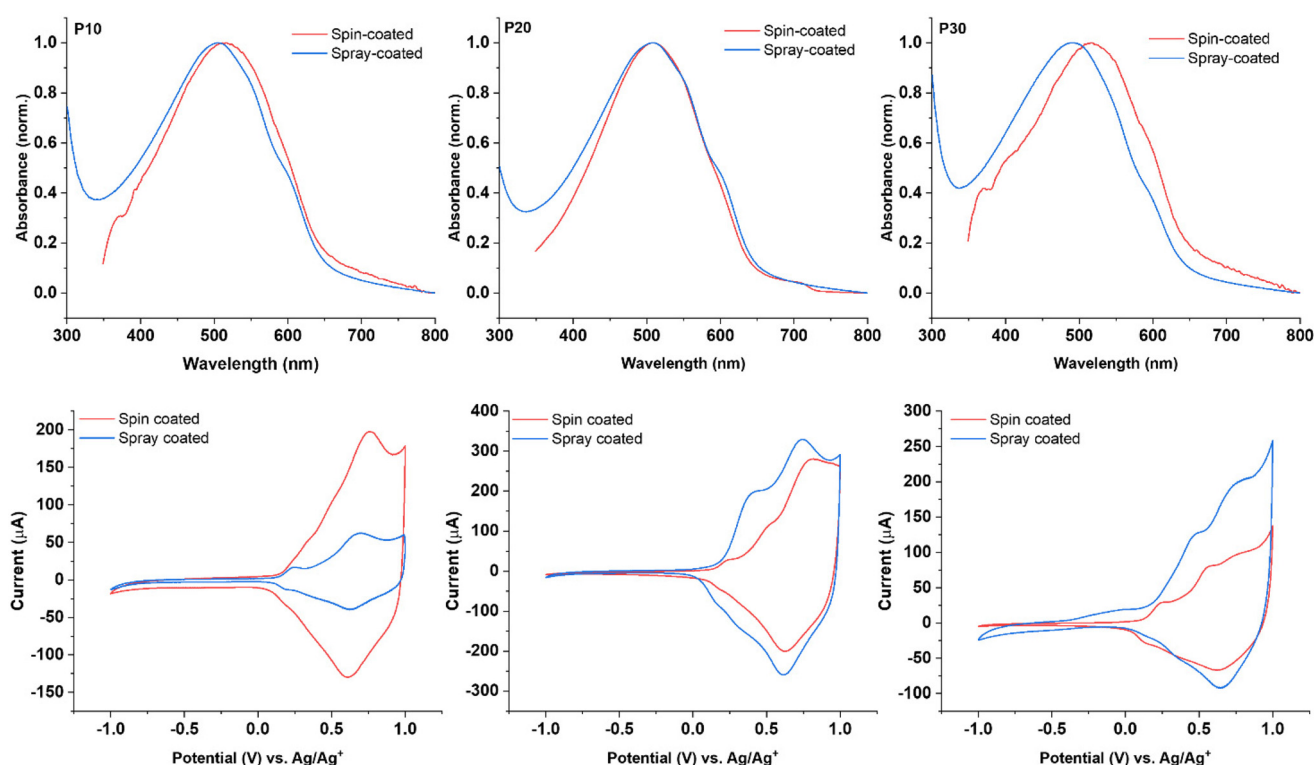 P10
Spin-coated
Spray-coated
Absorbance (norm.)
1.0
0.8
0.6
0.4
0.2
0.0
300 400 500 600 700 800
Wavelength (nm)
P20
Spin-coated
Spray-coated
Absorbance (norm.)
1.0
0.8
0.6
0.4
0.2
0.0
300 400 500 600 700 800
Wavelength (nm)
P30
Spin-coated
Spray-coated
Absorbance (norm.)
1.0
0.8
0.6
0.4
0.2
0.0
300 400 500 600 700 800
Wavelength (nm)
Spin coated
Spray coated
Current (μA)
200
150
100
50
0
-50
-100
-150
-1.0 -0.5 0.0 0.5 1.0
Potential (V) vs. Ag/Ag⁺
Spin coated
Spray coated
Current (μA)
400
300
200
100
0
-100
-200
-300
-1.0 -0.5 0.0 0.5 1.0
Potential (V) vs. Ag/Ag⁺
Spin coated
Spray coated
Current (μA)
300
250
200
150
100
50
0
-50
-100
-1.0 -0.5 0.0 0.5 1.0
Potential (V) vs. Ag/Ag⁺